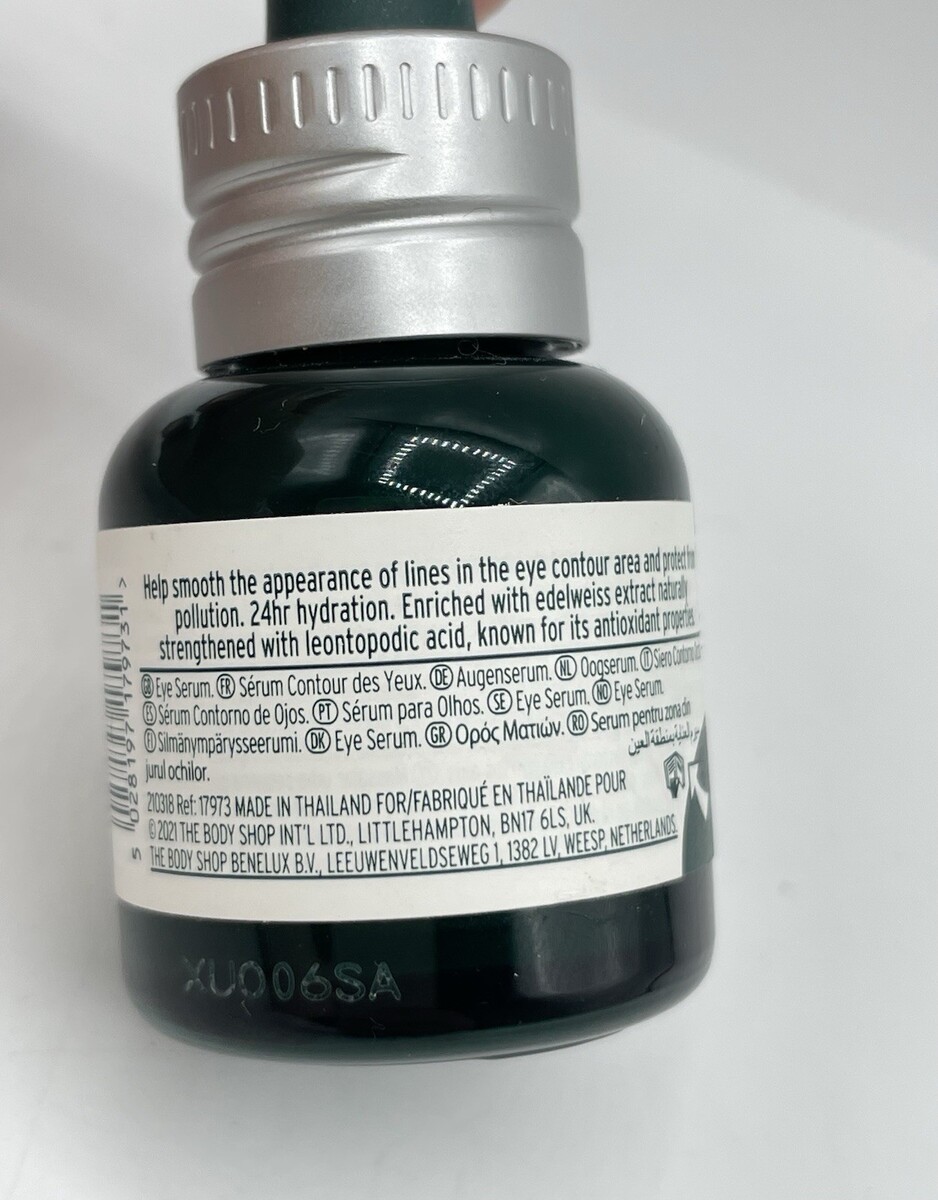 Help smooth the appearance of lines in the eye contour area and protect
pollution. 24hr hydration. Enriched with edelweiss extract naturally
strengthened with leontopodic acid, known for its antioxidant properties.
GB Eye Serum. FR Sérum Contour des Yeux. DE Augenserum. NL Oogserum. IT Siero Contorno
ES Sérum Contorno de Ojos. PT Sérum para Olhos. SE Eye Serum. NO Eye Serum.
FI Silmänympärysseerumi. DK Eye Serum. GR Ορός Ματιών. RO Serum pentru zona din
jurul ochilor.
بمنطقة العين
210318 Ref: 17973 MADE IN THAILAND FOR/FABRIQUÉ EN THAÏLANDE POUR
© 2021 THE BODY SHOP INT'L LTD., LITTLEHAMPTON, BN17 6LS, UK.
THE BODY SHOP BENELUX B.V., LEEUWENVELDSEWEG 1, 1382 LV, WEESP, NETHERLANDS.
5 028197 179731 >
XU006SA